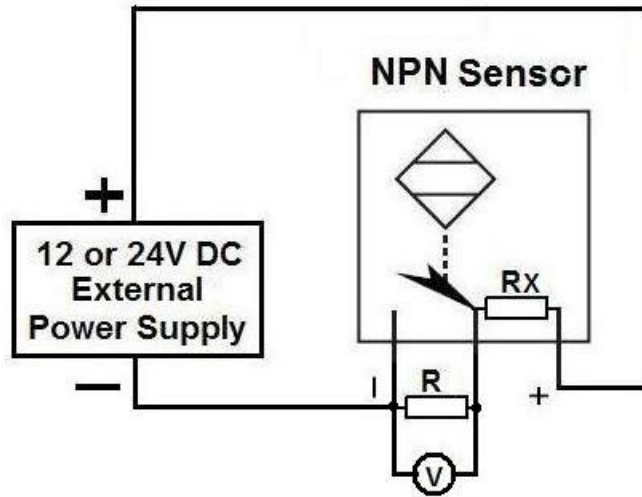 NPN Sensor
+
12 or 24V DC
External
Power Supply
Rx
—
R
+
V